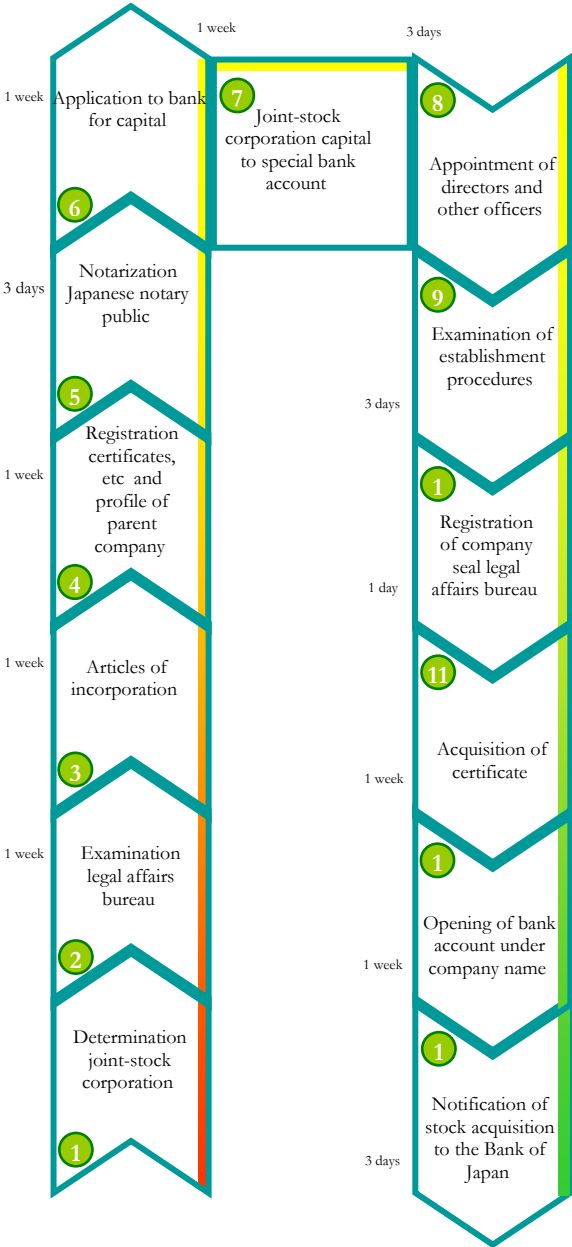 1 week
3 days
1 week
Application to bank
for capital
6
3 days
Notarization
Japanese notary
public
5
1 week
Registration
certificates,
etc and
profile of
parent
company
4
1 week
Articles of
incorporation
3
1 week
Examination
legal affairs
bureau
2
Determination
joint-stock
corporation
1
7
Joint-stock
corporation capital
to special bank
account
8
Appointment of
directors and
other officers
9
Examination of
establishment
procedures
3 days
1
Registration
of company
seal legal
affairs bureau
1 day
11
Acquisition of
certificate
1 week
1
Opening of bank
account under
company name
1 week
1
Notification of
stock acquisition
to the Bank of
Japan
3 days